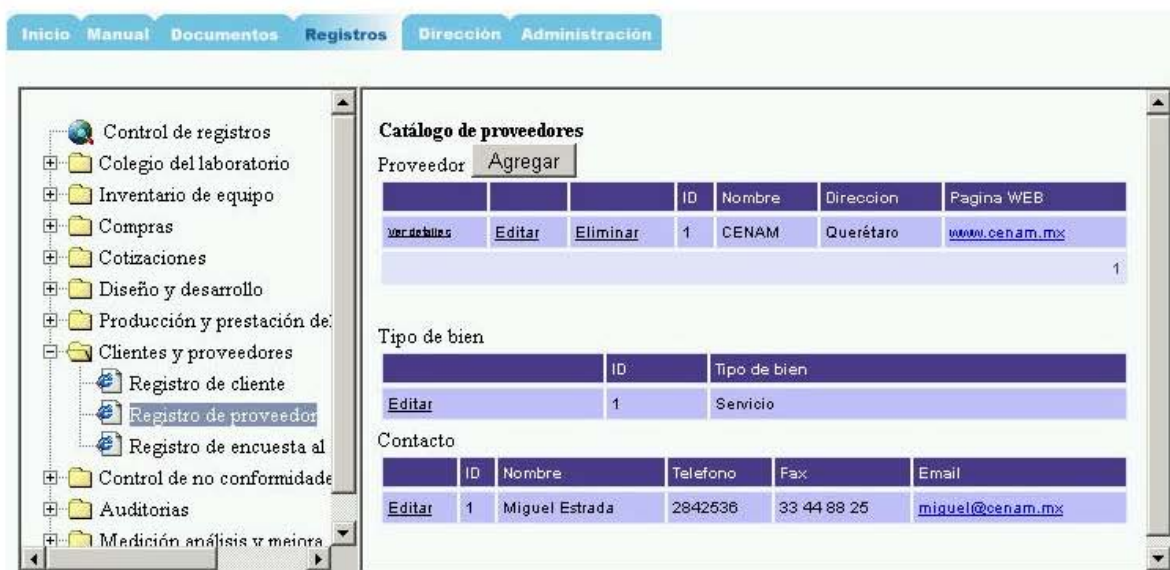 Inicio Manual Documentos Registros Dirección Administración
Control de registros
Colegio del laboratorio
Inventario de equipo
Compras
Cotizaciones
Diseño y desarrollo
Producción y prestación del
Clientes y proveedores
Registro de cliente
Registro de proveedor
Registro de encuesta al
Control de no conformidade
Auditorias
Medición análisis y mejora
Catálogo de proveedores
Proveedor Agregar
ID Nombre Direccion Pagina WEB
Ver detalles Editar Eliminar 1 CENAM Querétaro www.cenam.mx
1
Tipo de bien
ID Tipo de bien
Editar 1 Servicio
Contacto
ID Nombre Telefono Fax Email
Editar 1 Miguel Estrada 2842536 33 44 88 25 miguel@cenam.mx